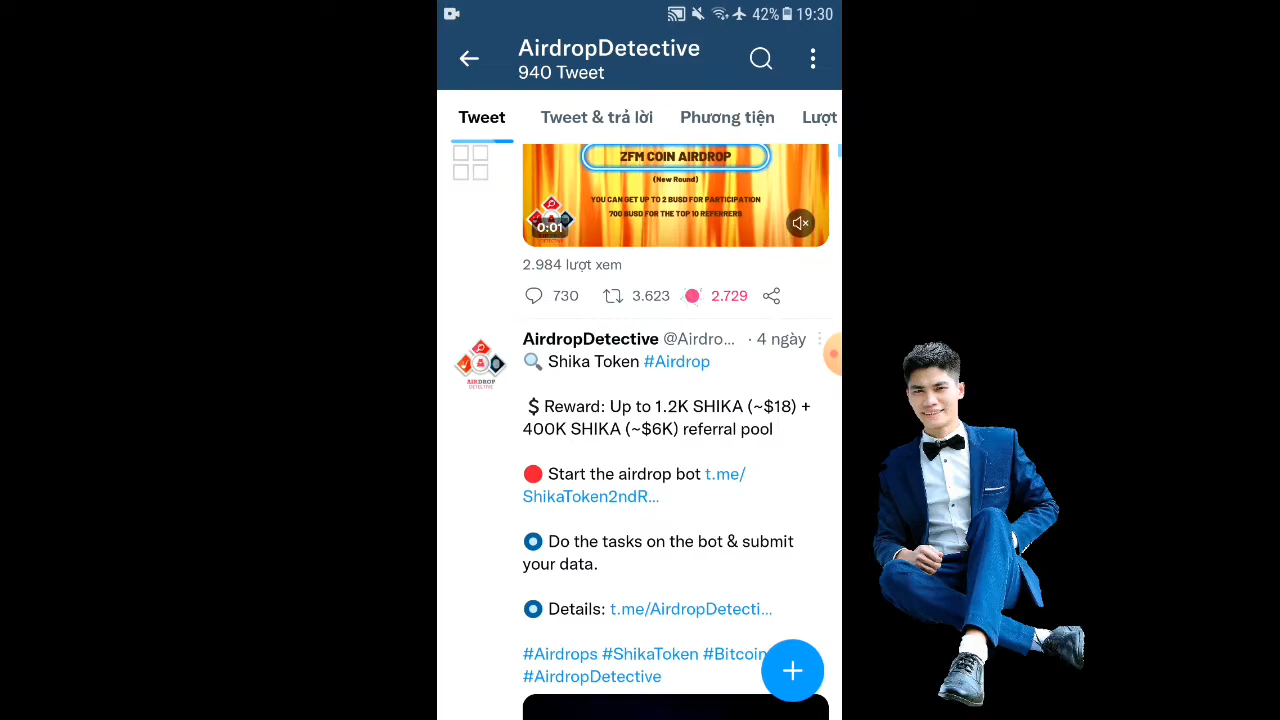 42% 19:30
AirdropDetective
940 Tweet
Tweet
Tweet & trả lời
Phương tiện
Lượt
ZFM COIN AIRDROP
(New Round)
YOU CAN GET UP TO 2 BUSD FOR PARTICIPATION
700 BUSD FOR THE TOP 10 REFERRERS
0:01
2.984 lượt xem
730
3.623
2.729
AirdropDetective @Airdro... · 4 ngày
Shika Token #Airdrop
$ Reward: Up to 1.2K SHIKA (~$18) +
400K SHIKA (~$6K) referral pool
Start the airdrop bot t.me/
ShikaToken2ndR...
Do the tasks on the bot & submit
your data.
Details: t.me/AirdropDetecti...
#Airdrops #ShikaToken #Bitcoin
#AirdropDetective
AIRDROP
DETECTIVE